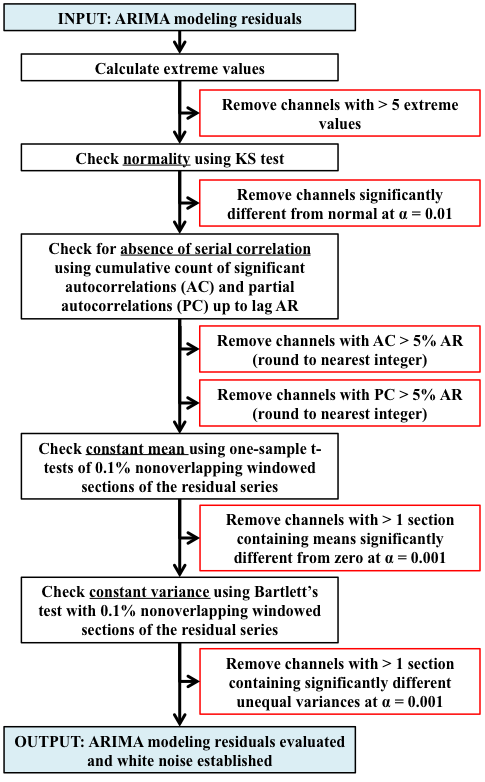 INPUT: ARIMA modeling residuals
Calculate extreme values
Remove channels with > 5 extreme
values
Check normality using KS test
Remove channels significantly
different from normal at α = 0.01
Check for absence of serial correlation
using cumulative count of significant
autocorrelations (AC) and partial
autocorrelations (PC) up to lag AR
Remove channels with AC > 5% AR
(round to nearest integer)
Remove channels with PC > 5% AR
(round to nearest integer)
Check constant mean using one-sample t-
tests of 0.1% nonoverlapping windowed
sections of the residual series
Remove channels with > 1 section
containing means significantly
different from zero at α = 0.001
Check constant variance using Bartlett’s
test with 0.1% nonoverlapping windowed
sections of the residual series
Remove channels with > 1 section
containing significantly different
unequal variances at α = 0.001
OUTPUT: ARIMA modeling residuals evaluated
and white noise established